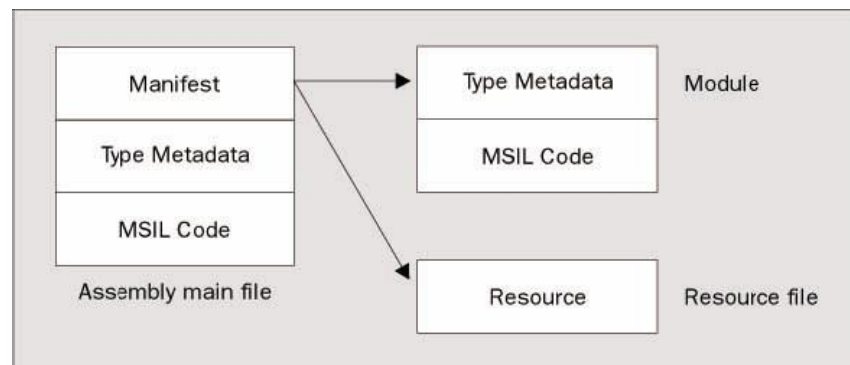 Manifest
Type Metadata
MSIL Code
Assembly main file
Type Metadata
Module
MSIL Code
Resource
Resource file